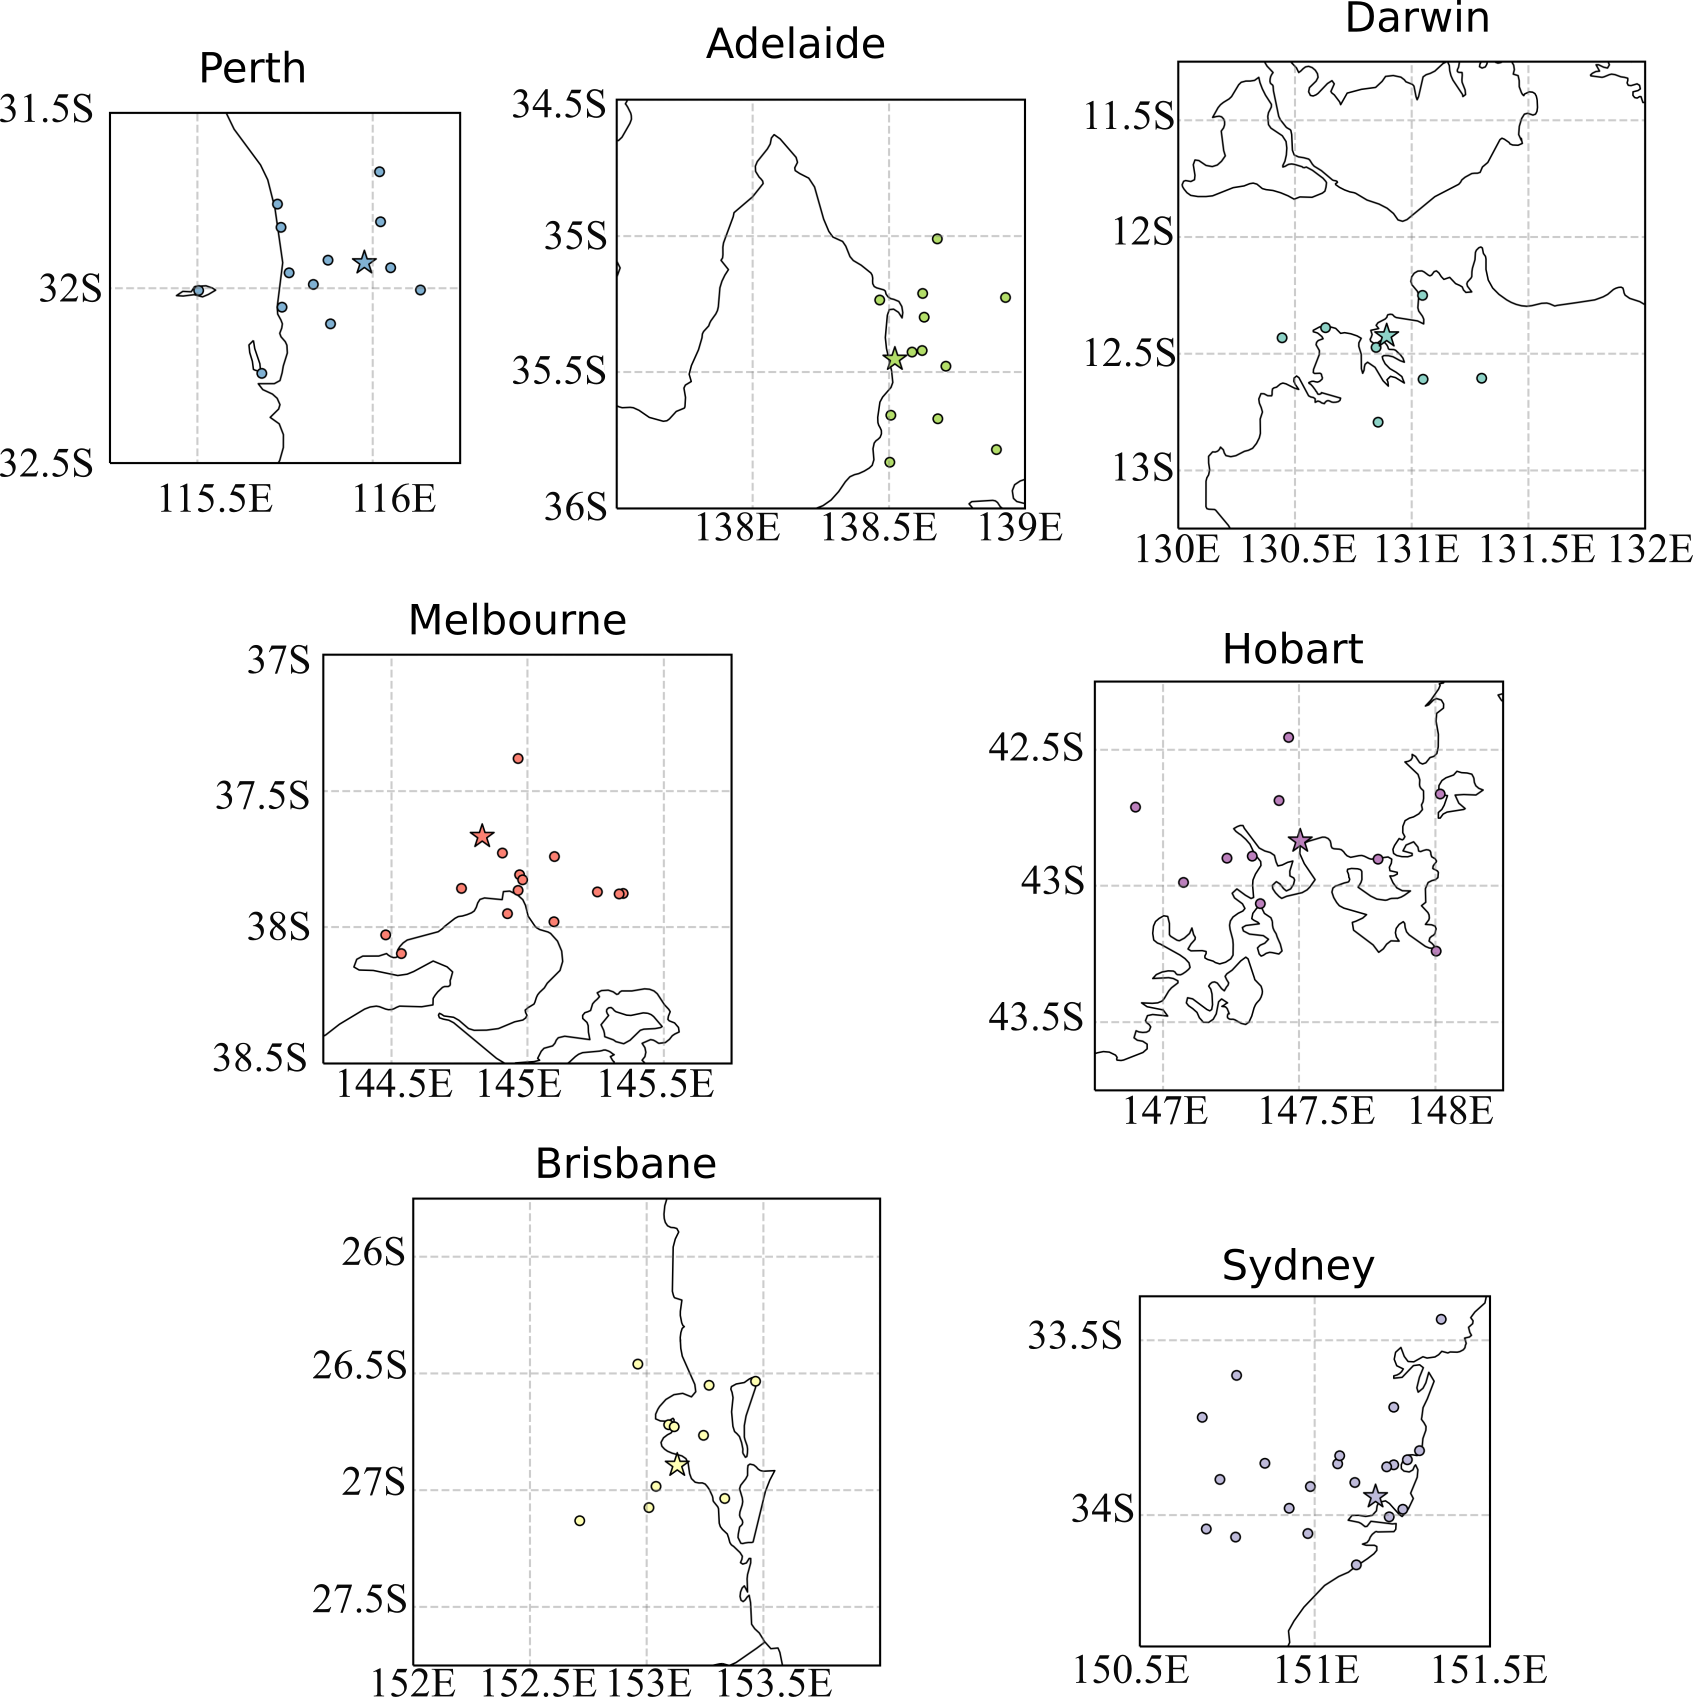 Perth
31.5S
32S
32.5S
115.5E 116E
Adelaide
34.5S
35S
35.5S
36S
138E 138.5E 139E
Darwin
11.5S
12S
12.5S
13S
130E 130.5E 131E 131.5E 132E
Melbourne
37S
37.5S
38S
38.5S
144.5E 145E 145.5E
Hobart
42.5S
43S
43.5S
147E 147.5E 148E
Brisbane
26S
26.5S
27S
27.5S
152E 152.5E 153E 153.5E
Sydney
33.5S
34S
150.5E 151E 151.5E